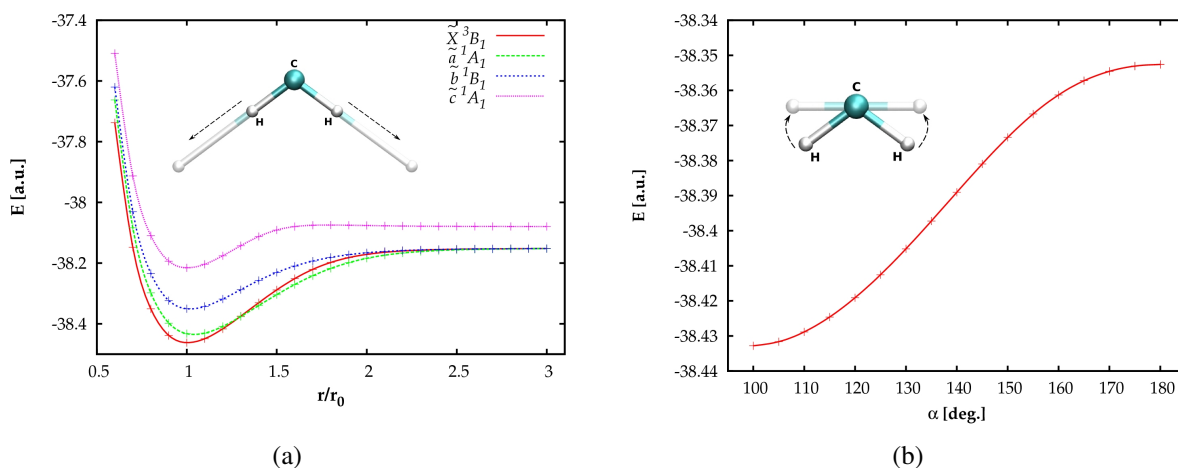 -37.4
-37.6
-37.8
-38
-38.2
-38.4
E [a.u.]
0.5 1 1.5 2 2.5 3
r/r0
X̃ ³B₁
ã ¹A₁
b̃ ¹B₁
c̃ ¹A₁
C
H H
(a)
-38.34
-38.35
-38.36
-38.37
-38.38
-38.39
-38.4
-38.41
-38.42
-38.43
-38.44
E [a.u.]
100 110 120 130 140 150 160 170 180
α [deg.]
C
H H
(b)